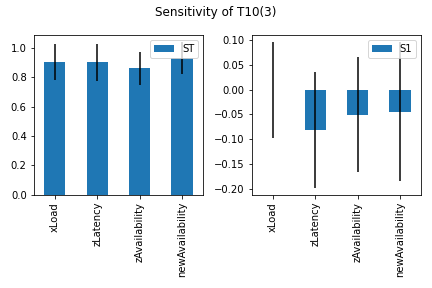 Sensitivity of T10(3)
ST
1.0
0.8
0.6
0.4
0.2
0.0
xLoad
zLatency
zAvailability
newAvailability
S1
0.10
0.05
0.00
−0.05
−0.10
−0.15
−0.20
xLoad
zLatency
zAvailability
newAvailability